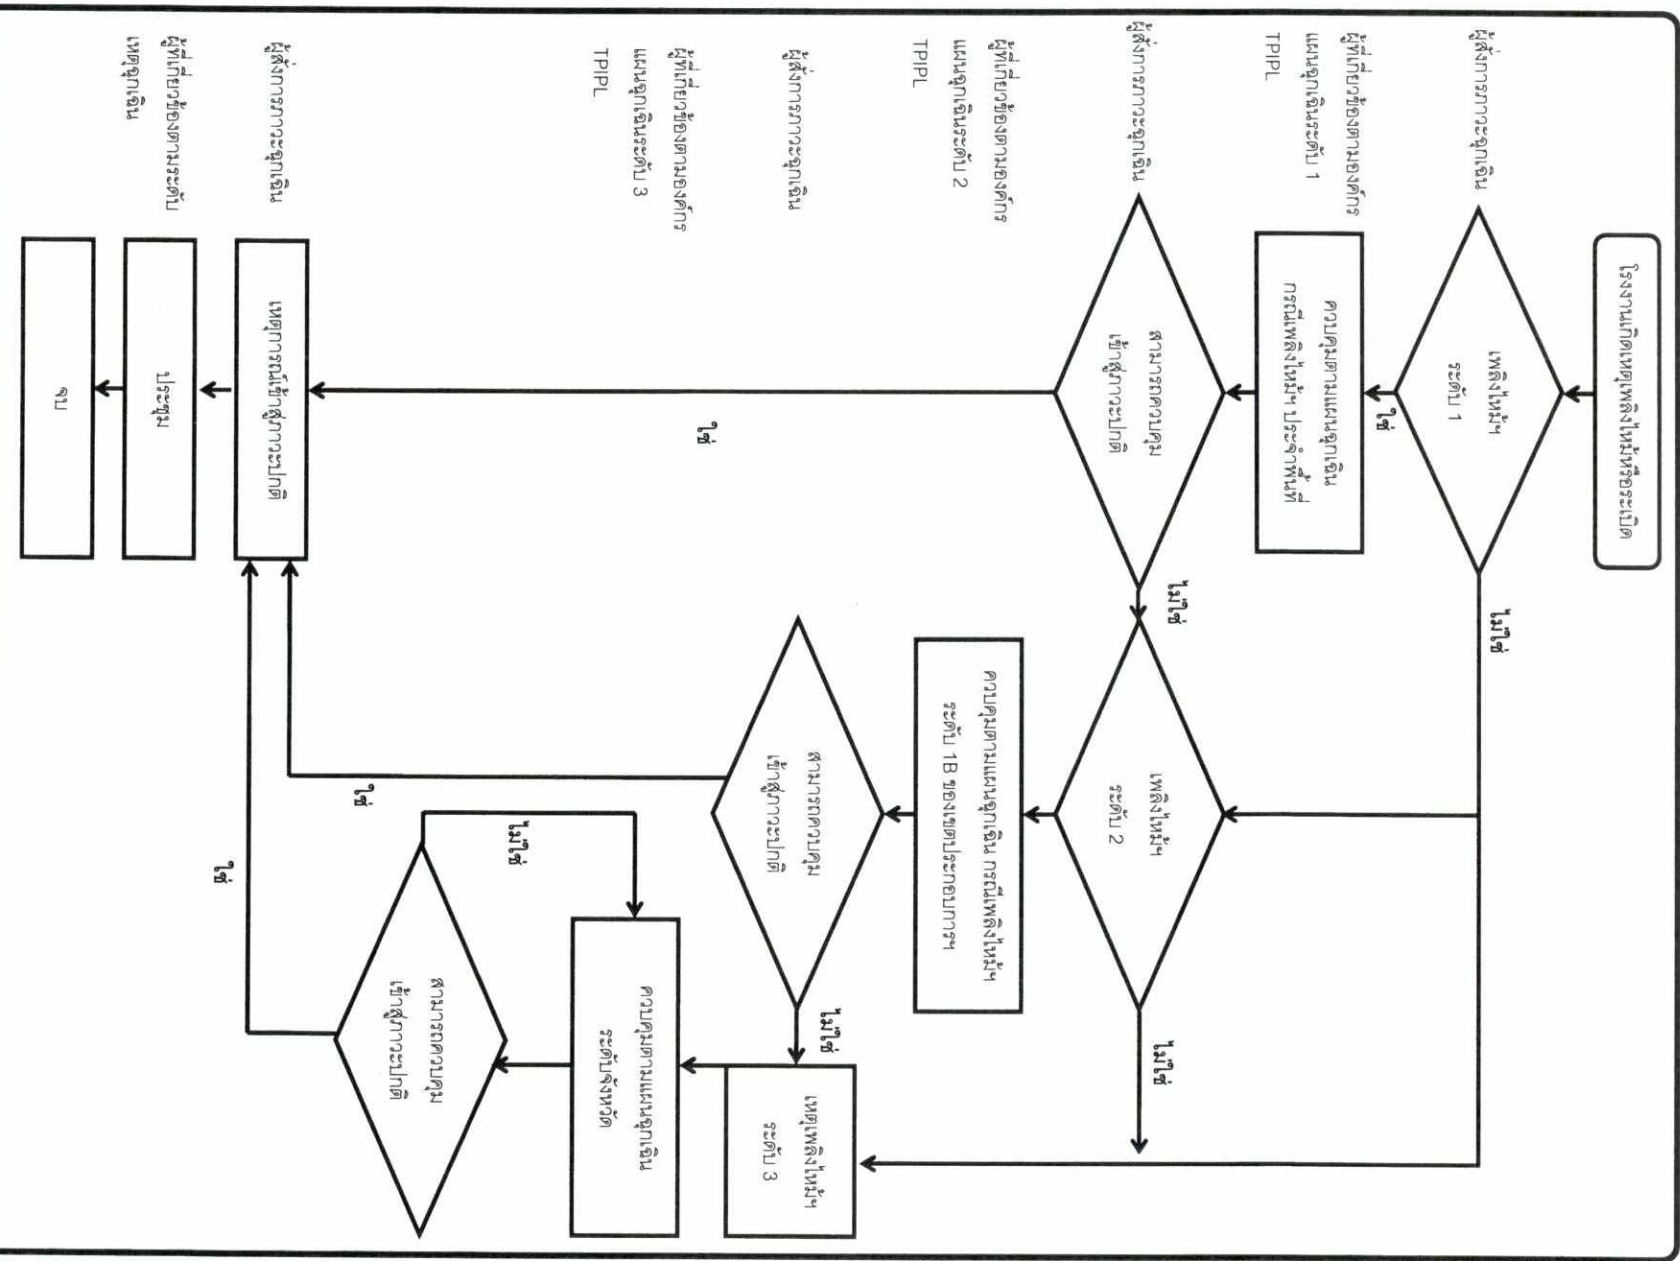 โรงงานเกิดเหตุเพลิงไหม้หรือระเบิด
ผู้สั่งการภาวะฉุกเฉิน
เพลิงไหม้ฯ
ระดับ 1
ไม่ใช่
ใช่
ผู้ที่เกี่ยวข้องตามองค์กร
แผนฉุกเฉินระดับ 1
TPIPL
ควบคุมตามแผนฉุกเฉิน
กรณีเพลิงไหม้ฯ ประจำพื้นที่
ผู้สั่งการภาวะฉุกเฉิน
สามารถควบคุม
เข้าสู่ภาวะปกติ
ไม่ใช่
เพลิงไหม้ฯ
ระดับ 2
ไม่ใช่
ผู้ที่เกี่ยวข้องตามองค์กร
แผนฉุกเฉินระดับ 2
TPIPL
ควบคุมตามแผนฉุกเฉิน กรณีเพลิงไหม้ฯ
ระดับ 1B ของเขตประกอบการฯ
ผู้สั่งการภาวะฉุกเฉิน
สามารถควบคุม
เข้าสู่ภาวะปกติ
ไม่ใช่
เหตุเพลิงไหม้ฯ
ระดับ 3
ใช่
ผู้ที่เกี่ยวข้องตามองค์กร
แผนฉุกเฉินระดับ 3
TPIPL
ควบคุมตามแผนฉุกเฉิน
ระดับจังหวัด
ไม่ใช่
สามารถควบคุม
เข้าสู่ภาวะปกติ
ใช่
ใช่
ผู้สั่งการภาวะฉุกเฉิน
เหตุการณ์เข้าสู่ภาวะปกติ
ผู้ที่เกี่ยวข้องตามระดับ
เหตุฉุกเฉิน
ประชุม
จบ